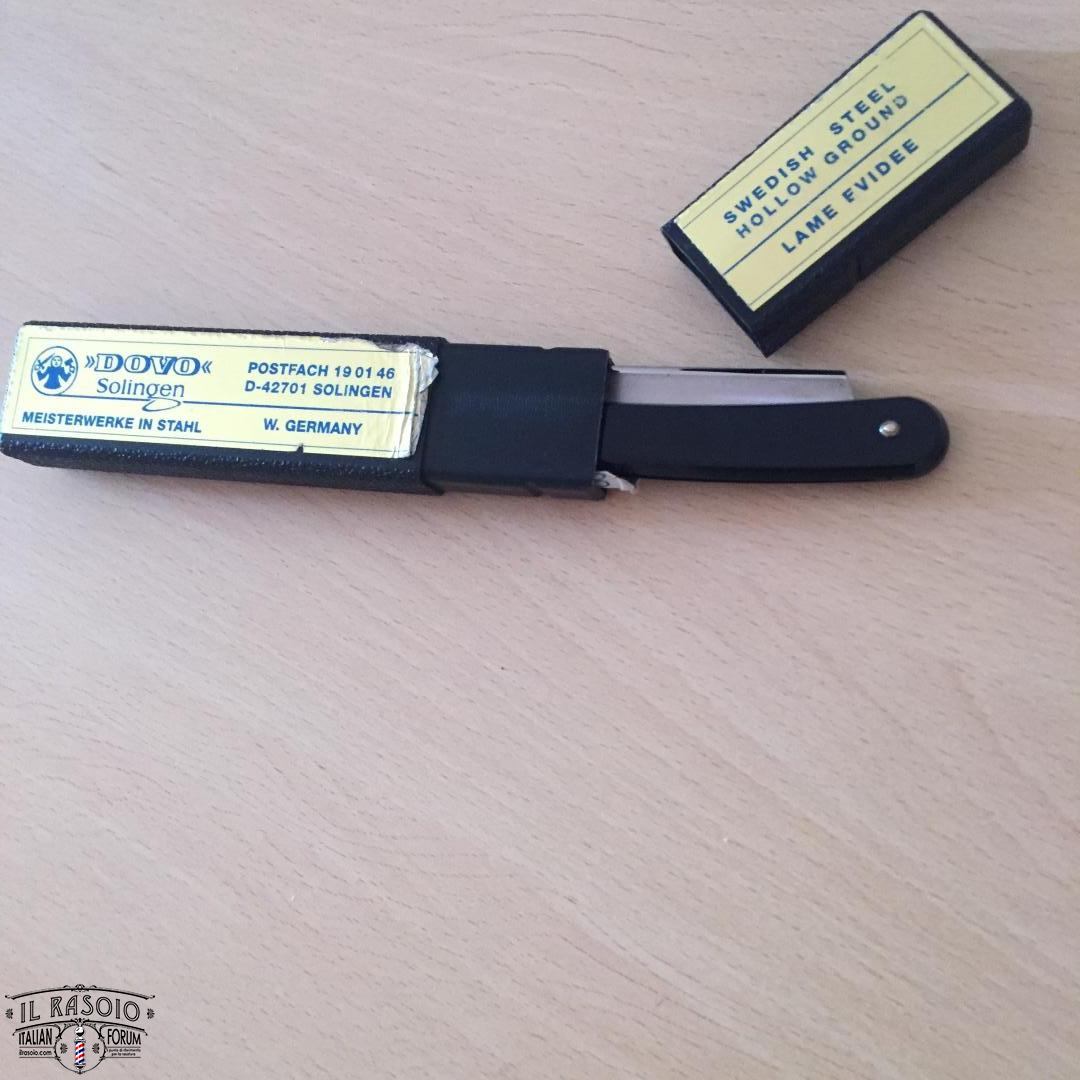 SWEDISH STEEL
HOLLOW GROUND
LAME EVIDEE
»DOVO«
Solingen
POSTFACH 19 01 46
D-42701 SOLINGEN
MEISTERWERKE IN STAHL
W. GERMANY
IL RASOIO
ITALIAN FORUM
ilrasoio.com